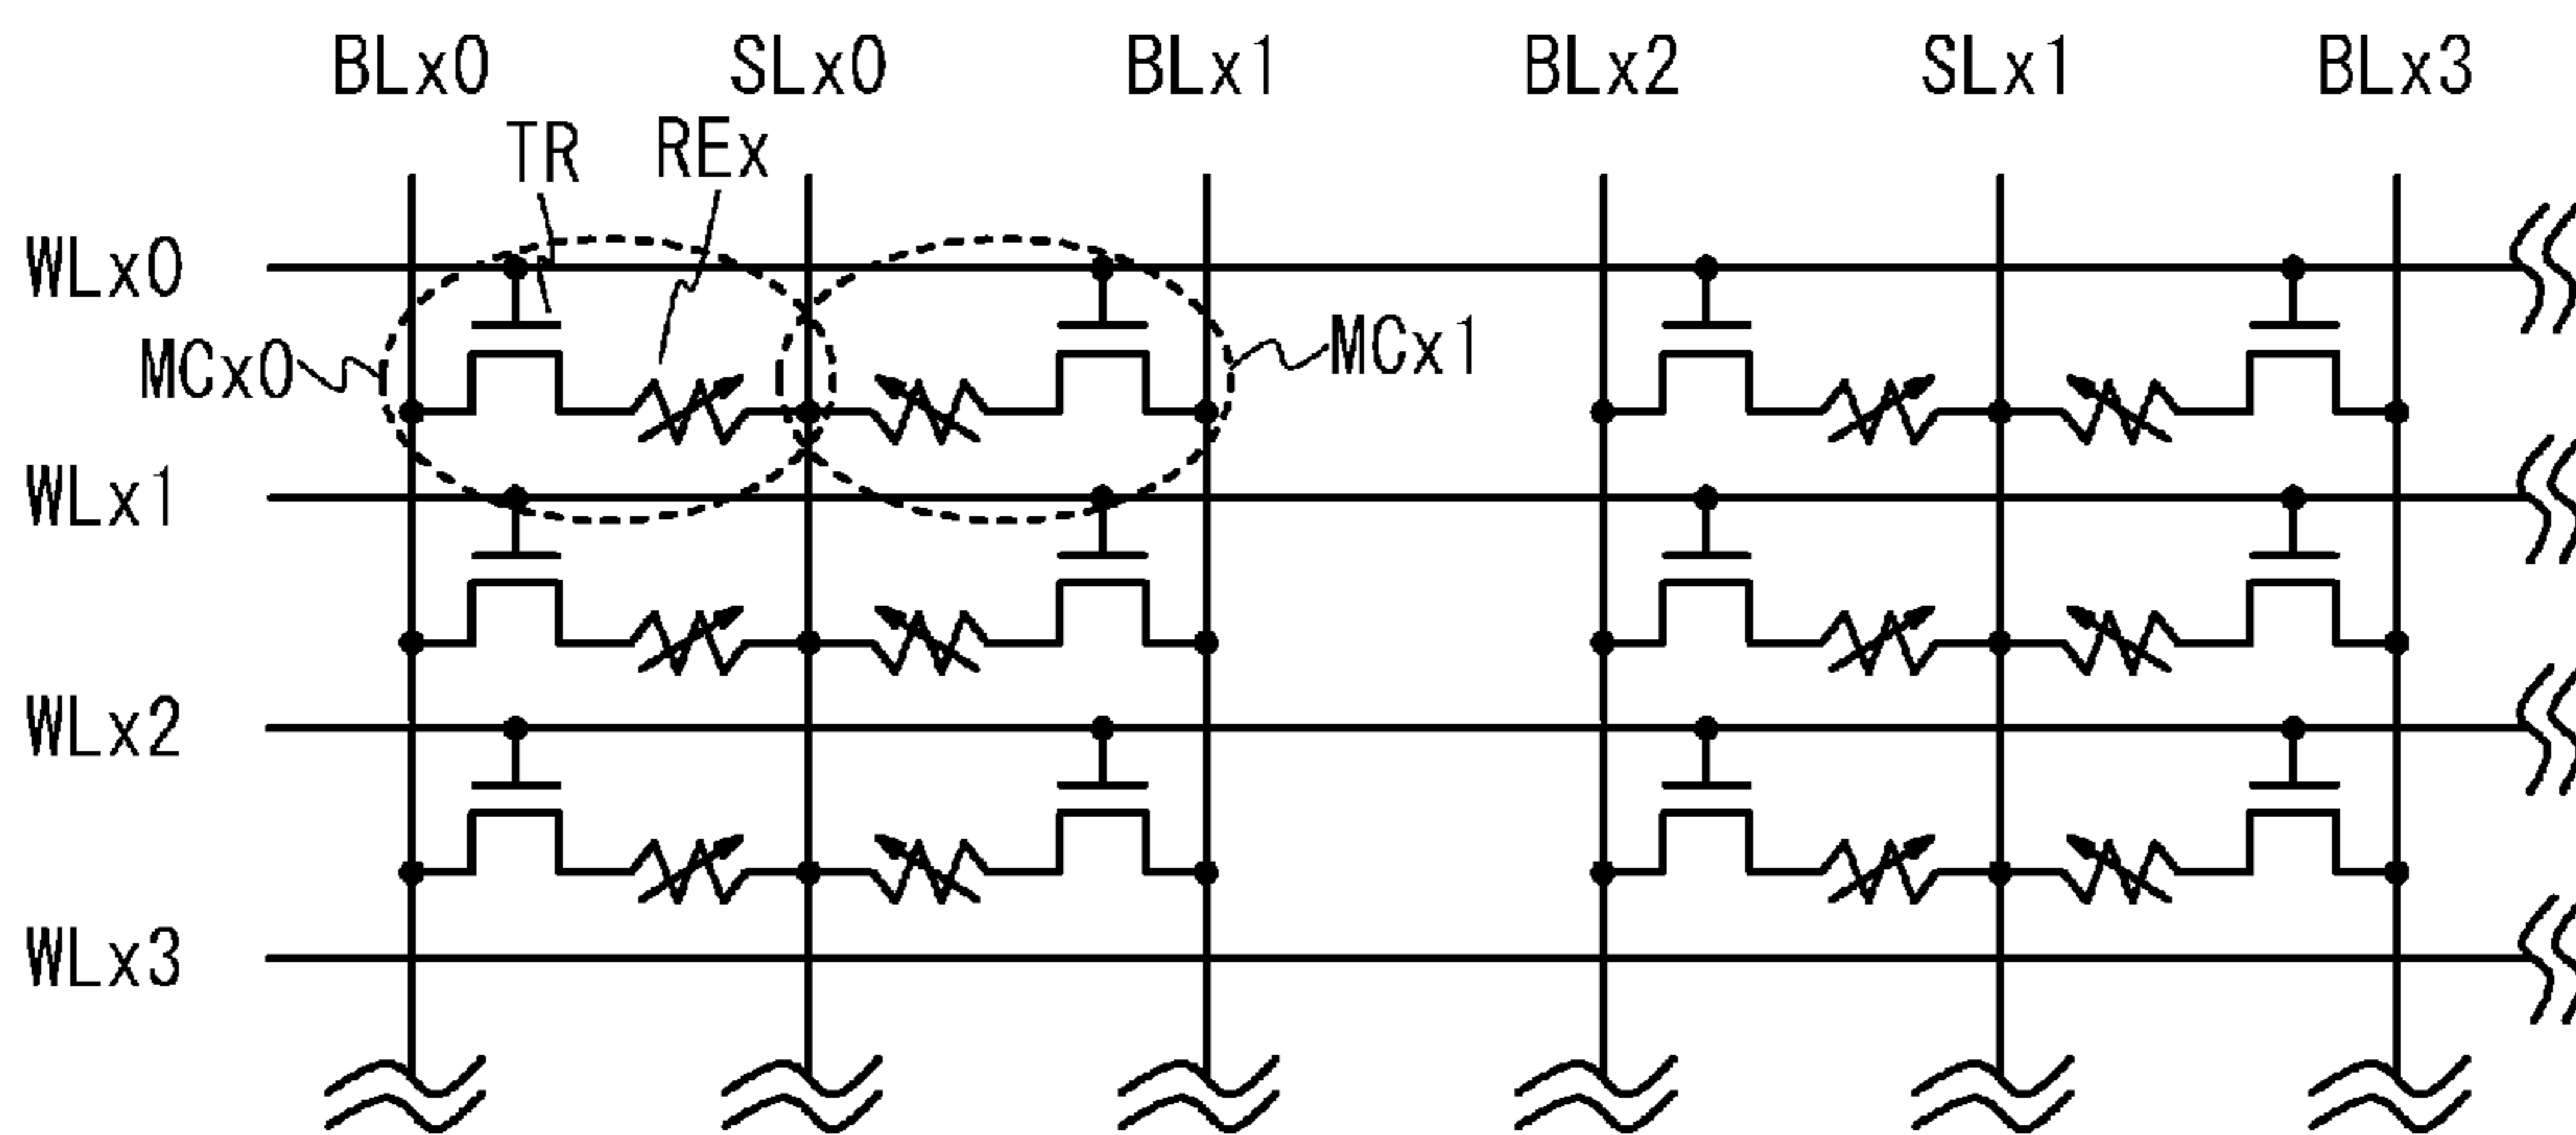 BLx0 SLx0 BLx1 BLx2 SLx1 BLx3
TR REx
WLx0
MCx0 MCx1
WLx1
WLx2
WLx3